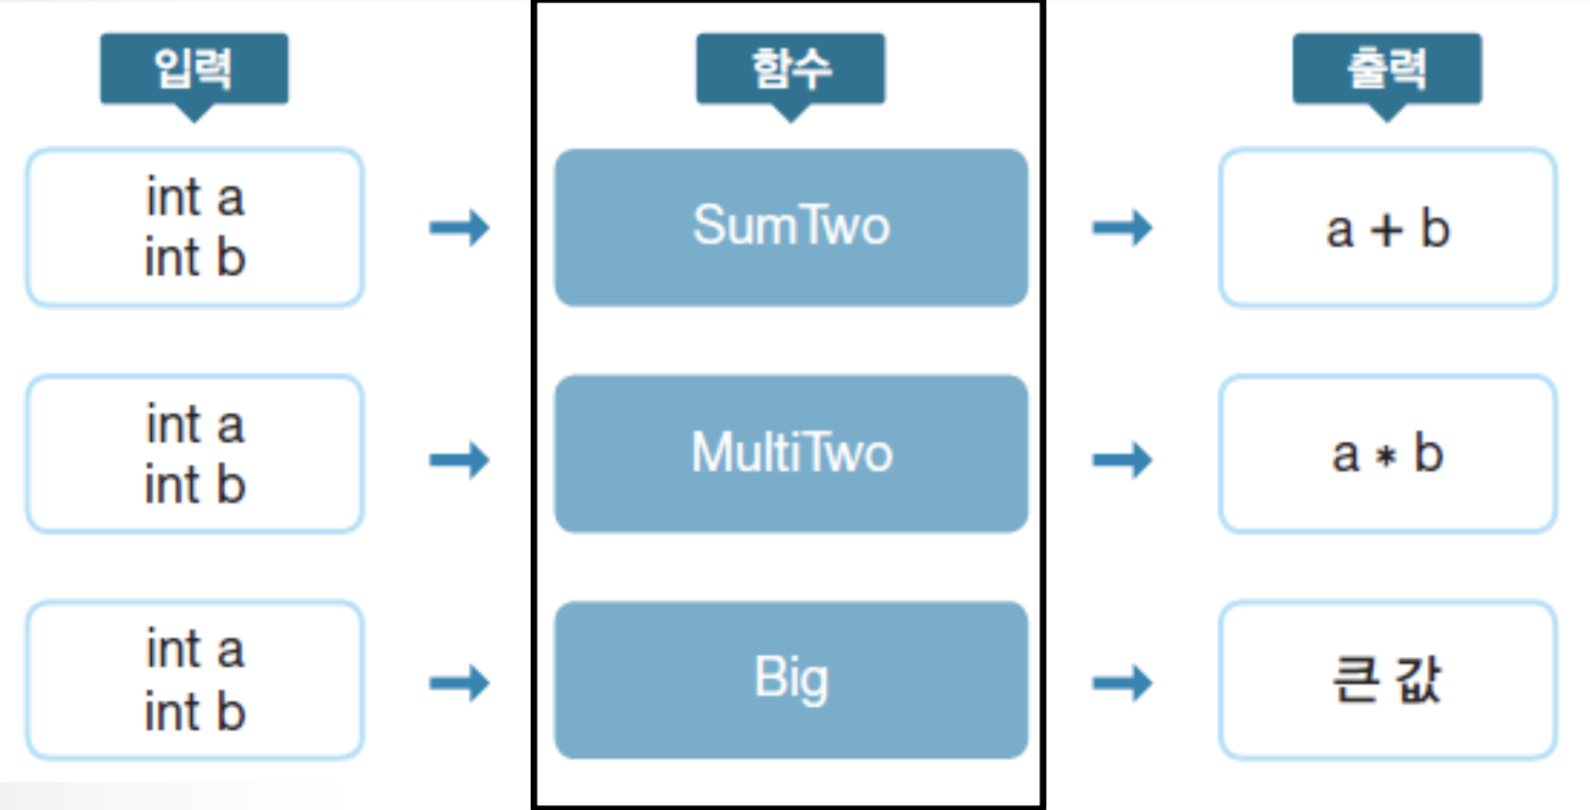 입력
함수
출력
int a
int b
SumTwo
a + b
int a
int b
MultiTwo
a * b
int a
int b
Big
큰 값